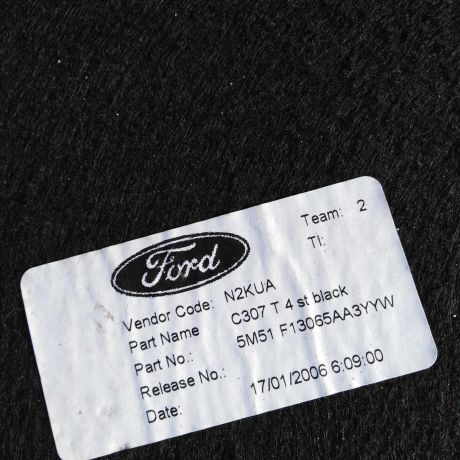 Team: 2
TI:
Ford
Vendor Code: N2KUA
Part Name C307 T 4 st black
Part No.: 5M51 F13065AA3YYW
Release No.:
Date: 17/01/2006 6:09:00